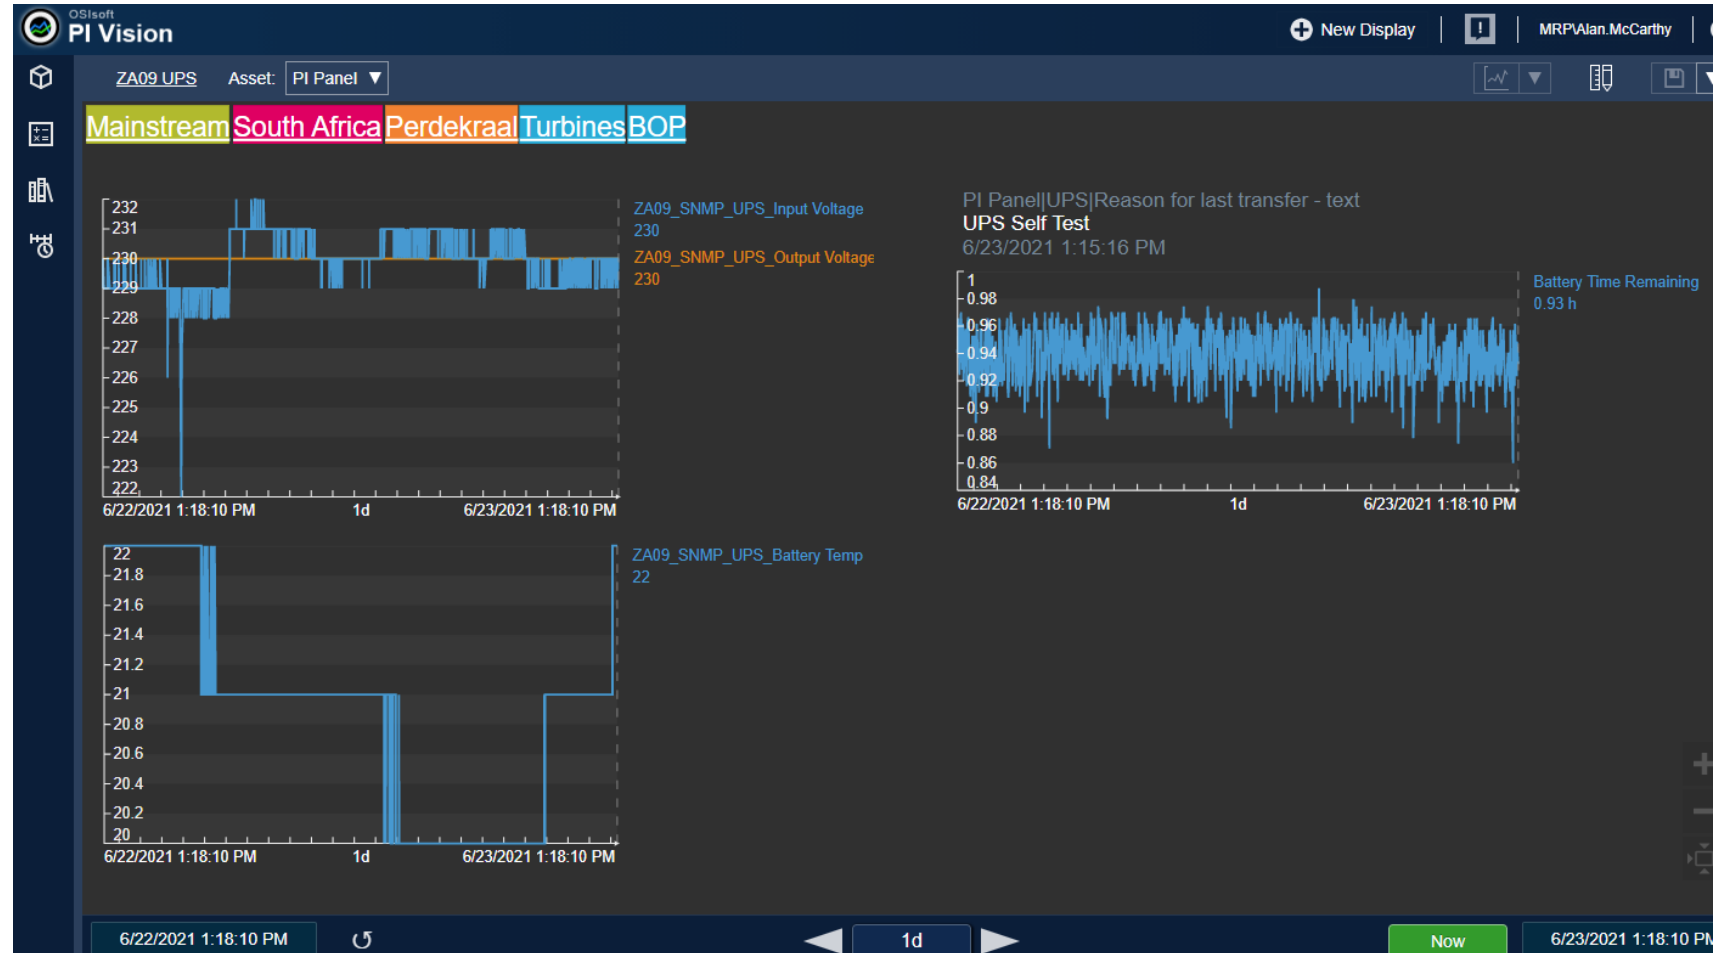 OSIsoft
PI Vision
New Display
MRP\Alan.McCarthy
ZA09 UPS
Asset: PI Panel ▼
Mainstream South Africa Perdekraal Turbines BOP
232
231
230
229
228
227
226
225
224
223
222
6/22/2021 1:18:10 PM 1d 6/23/2021 1:18:10 PM
ZA09_SNMP_UPS_Input Voltage
230
ZA09_SNMP_UPS_Output Voltage
230
PI Panel|UPS|Reason for last transfer - text
UPS Self Test
6/23/2021 1:15:16 PM
1
0.98
0.96
0.94
0.92
0.9
0.88
0.86
0.84
6/22/2021 1:18:10 PM 1d 6/23/2021 1:18:10 PM
Battery Time Remaining
0.93 h
22
21.8
21.6
21.4
21.2
21
20.8
20.6
20.4
20.2
20
6/22/2021 1:18:10 PM 1d 6/23/2021 1:18:10 PM
ZA09_SNMP_UPS_Battery Temp
22
6/22/2021 1:18:10 PM
1d
Now
6/23/2021 1:18:10 PM